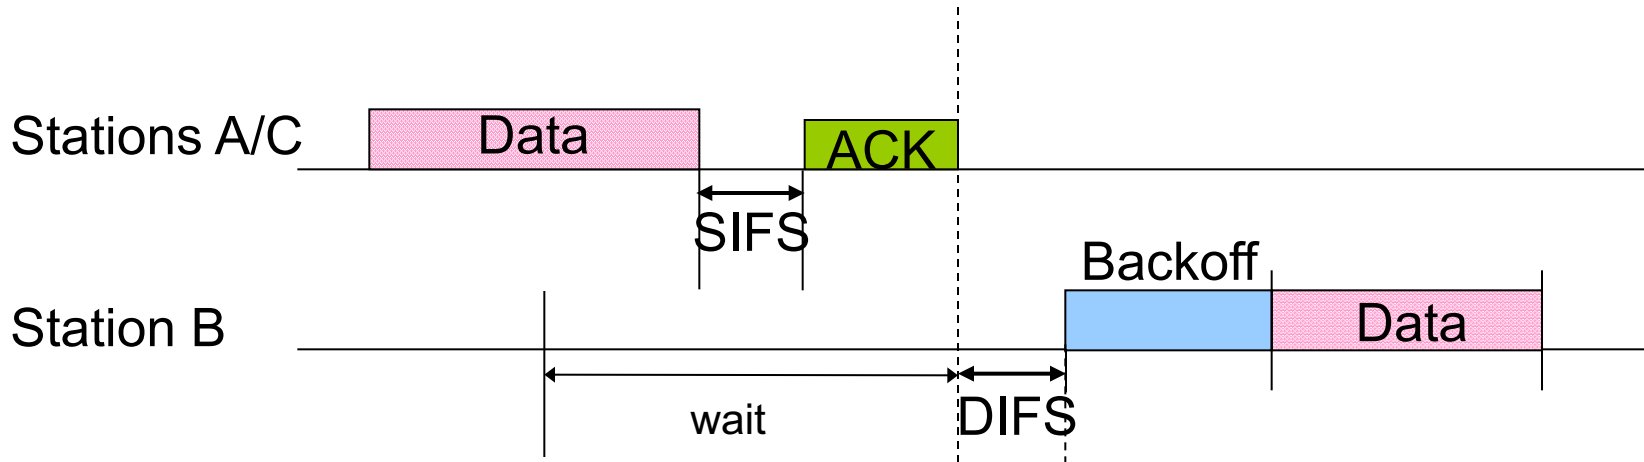 Stations A/C
Data
ACK
SIFS
Backoff
Station B
Data
wait
DIFS